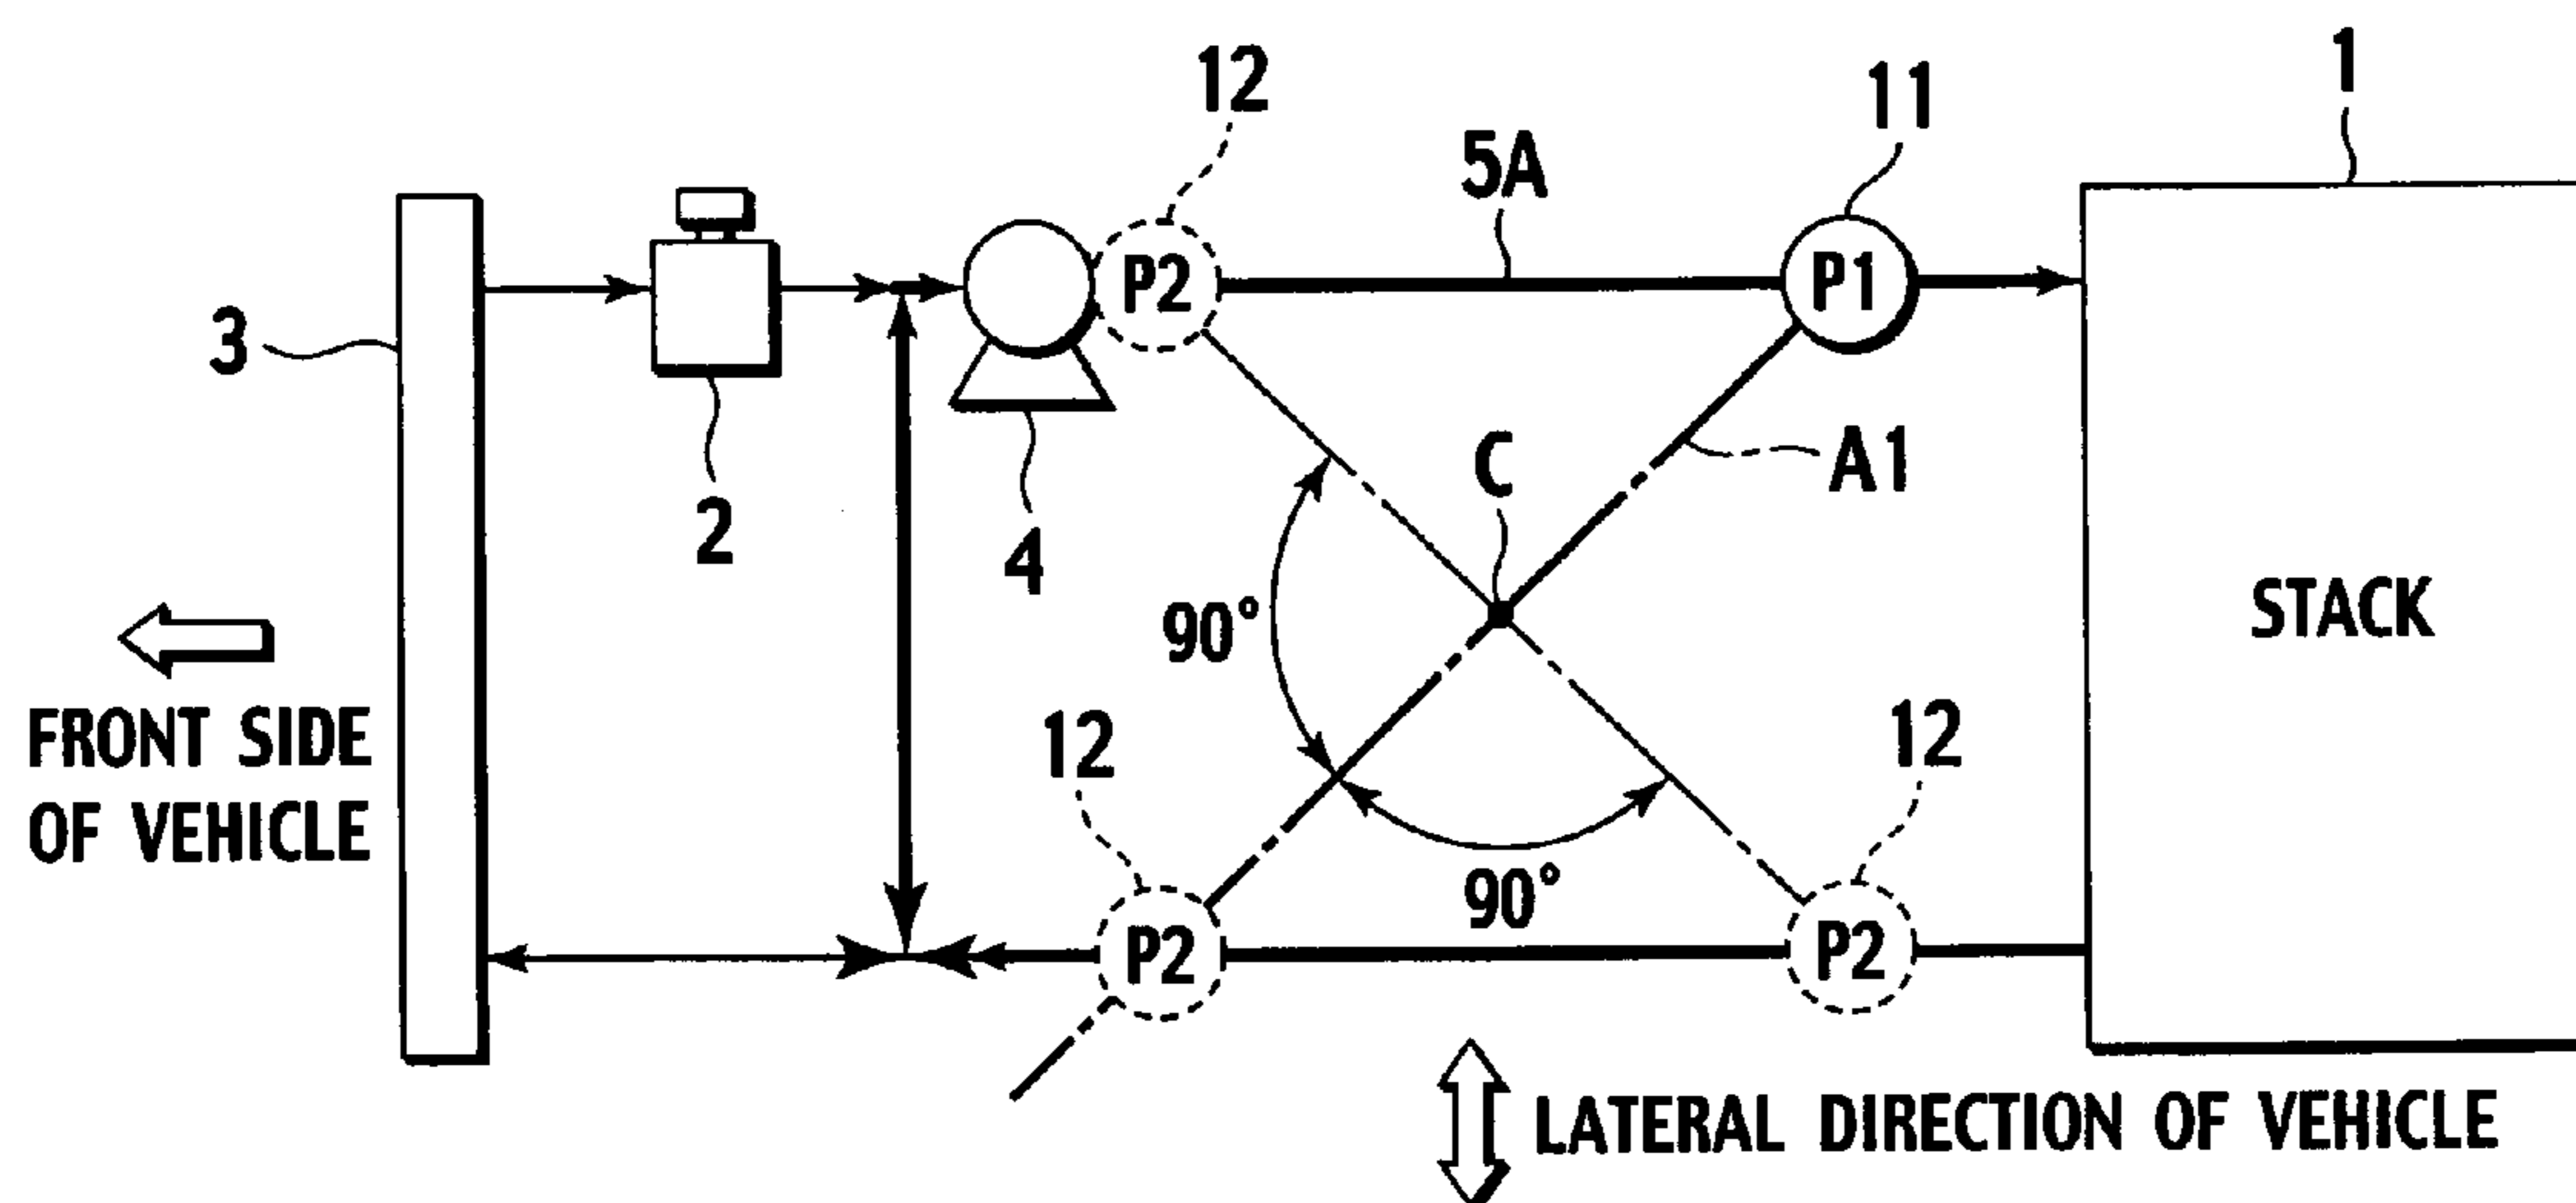 12
5A
11
1
P2
P1
3
2
4
C
A1
90°
STACK
FRONT SIDE
OF VEHICLE
12
12
90°
P2
P2
LATERAL DIRECTION OF VEHICLE